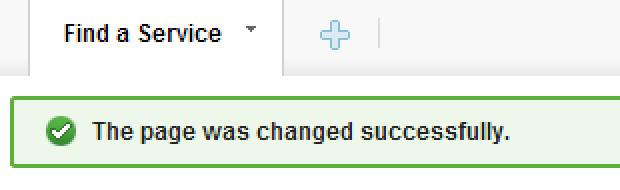 Find a Service
The page was changed successfully.